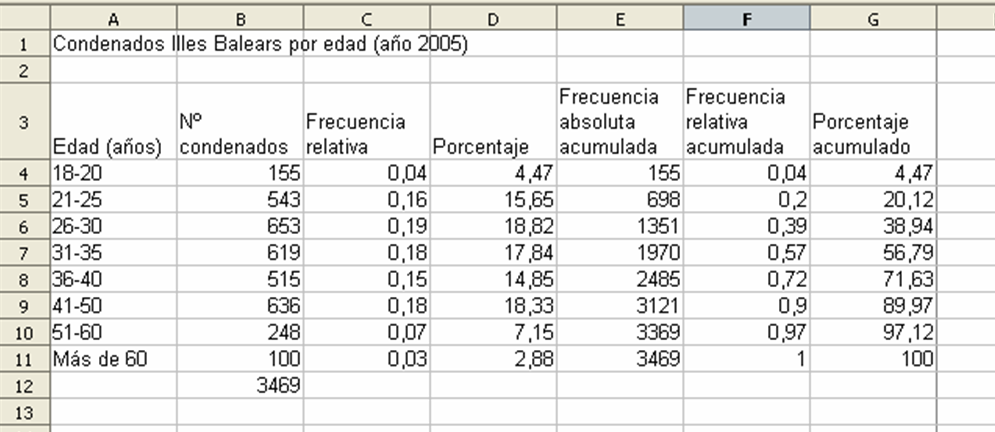 A B C D E F G
1 Condenados Illes Balears por edad (año 2005)
2
3 Edad (años) Nº condenados Frecuencia relativa Porcentaje Frecuencia absoluta acumulada Frecuencia relativa acumulada Porcentaje acumulado
4 18-20 155 0,04 4,47 155 0,04 4,47
5 21-25 543 0,16 15,65 698 0,2 20,12
6 26-30 653 0,19 18,82 1351 0,39 38,94
7 31-35 619 0,18 17,84 1970 0,57 56,79
8 36-40 515 0,15 14,85 2485 0,72 71,63
9 41-50 636 0,18 18,33 3121 0,9 89,97
10 51-60 248 0,07 7,15 3369 0,97 97,12
11 Más de 60 100 0,03 2,88 3469 1 100
12 3469
13